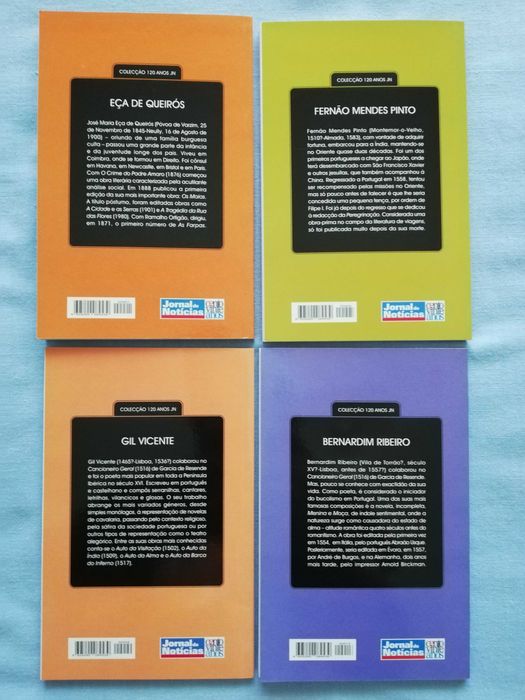 COLECÇÃO 120 ANOS JN
EÇA DE QUEIRÓS
José Maria Eça de Queirós (Póvoa de Varzim, 25
de Novembro de 1845-Neuilly, 16 de Agosto de
1900) – oriundo de uma família burguesa
culta – passou uma grande parte da infância
e da juventude longe dos pais. Viveu em
Coimbra, onde se formou em Direito. Foi cônsul
em Havana, em Newcastle, em Bristol e em Paris.
Com O Crime do Padre Amaro (1876) começou
uma obra literária caracterizada pela acutilante
análise social. Em 1888 publicou a primeira
edição da sua mais importante obra: Os Maias.
A título póstumo, foram editadas obras como
A Cidade e as Serras (1901) e A Tragédia da Rua
das Flores (1980). Com Ramalho Ortigão, dirigiu,
em 1871, o primeiro número de As Farpas.
Jornal de
Notícias
cento
vinte
anos
COLECÇÃO 120 ANOS JN
FERNÃO MENDES PINTO
Fernão Mendes Pinto (Montemor-o-Velho,
1510?-Almada, 1583), com vontade de adquirir
fortuna, embarcou para a Índia, mantendo-se
no Oriente quase duas décadas. Foi um dos
primeiros portugueses a chegar ao Japão, onde
terá desembarcado com São Francisco Xavier
e outros jesuítas, que também acompanhou à
China. Regressado a Portugal em 1558, tentou
ser recompensado pelas missões no Oriente,
mas só pouco antes de falecer é que lhe seria
concedida uma pequena tença, por ordem de
Filipe I. Foi já depois do regresso que se dedicou
à redacção da Peregrinação. Considerada uma
obra-prima no campo da literatura de viagens,
só foi publicada muito depois da sua morte.
Jornal de
Notícias
cento
vinte
anos
COLECÇÃO 120 ANOS JN
GIL VICENTE
Gil Vicente (1465?-Lisboa, 1536?) colaborou no
Cancioneiro Geral (1516) de Garcia de Resende
e foi o poeta mais popular em toda a Península
Ibérica no século XVI. Escreveu em português
e castelhano e compôs serranilhas, cantares,
letrilhas, vilancicos e glosas. O seu trabalho
abrange os mais variados géneros, desde
simples monólogos, à representação de novelas
de cavalaria, passando pelo contexto religioso,
pela sátira da sociedade portuguesa ou por
outros tipos de representação como o teatro
alegórico. Entre as suas obras mais conhecidas
conta-se o Auto da Visitação (1502), o Auto da
Índia (1509), o Auto da Alma e o Auto da Barca
do Inferno (1517).
Jornal de
Notícias
cento
vinte
anos
COLECÇÃO 120 ANOS JN
BERNARDIM RIBEIRO
Bernardim Ribeiro (Vila de Torrão?, século
XV?-Lisboa, antes de 1557?) colaborou no
Cancioneiro Geral (1516) de Garcia de Resende.
Mas, pouco se conhece com exactidão da sua
vida. Como poeta, é considerado o iniciador
do bucolismo em Portugal. Uma das suas mais
famosas composições é a novela, incompleta,
Menina e Moça, de índole sentimental, onde
a natureza surge como causadora do estado de
alma – atitude romântica quatro séculos antes do
romantismo. A obra foi editada pela primeira vez
em 1554, em Itália, pelo português Abraão Usque.
Posteriormente, seria editada em Évora, em 1557,
por André de Burgos, e na Alemanha, dois anos
mais tarde, pelo impressor Arnold Birckman.
Jornal de
Notícias
cento
vinte
anos